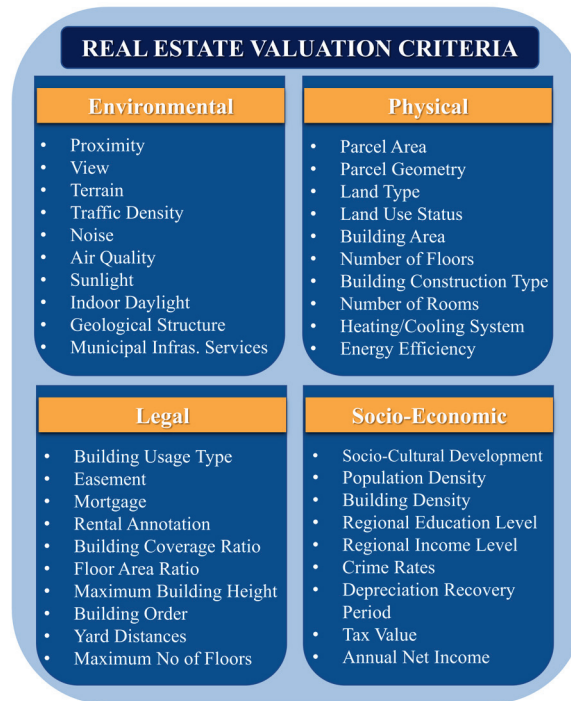 REAL ESTATE VALUATION CRITERIA
Environmental
• Proximity
• View
• Terrain
• Traffic Density
• Noise
• Air Quality
• Sunlight
• Indoor Daylight
• Geological Structure
• Municipal Infras. Services
Physical
• Parcel Area
• Parcel Geometry
• Land Type
• Land Use Status
• Building Area
• Number of Floors
• Building Construction Type
• Number of Rooms
• Heating/Cooling System
• Energy Efficiency
Legal
• Building Usage Type
• Easement
• Mortgage
• Rental Annotation
• Building Coverage Ratio
• Floor Area Ratio
• Maximum Building Height
• Building Order
• Yard Distances
• Maximum No of Floors
Socio-Economic
• Socio-Cultural Development
• Population Density
• Building Density
• Regional Education Level
• Regional Income Level
• Crime Rates
• Depreciation Recovery
Period
• Tax Value
• Annual Net Income